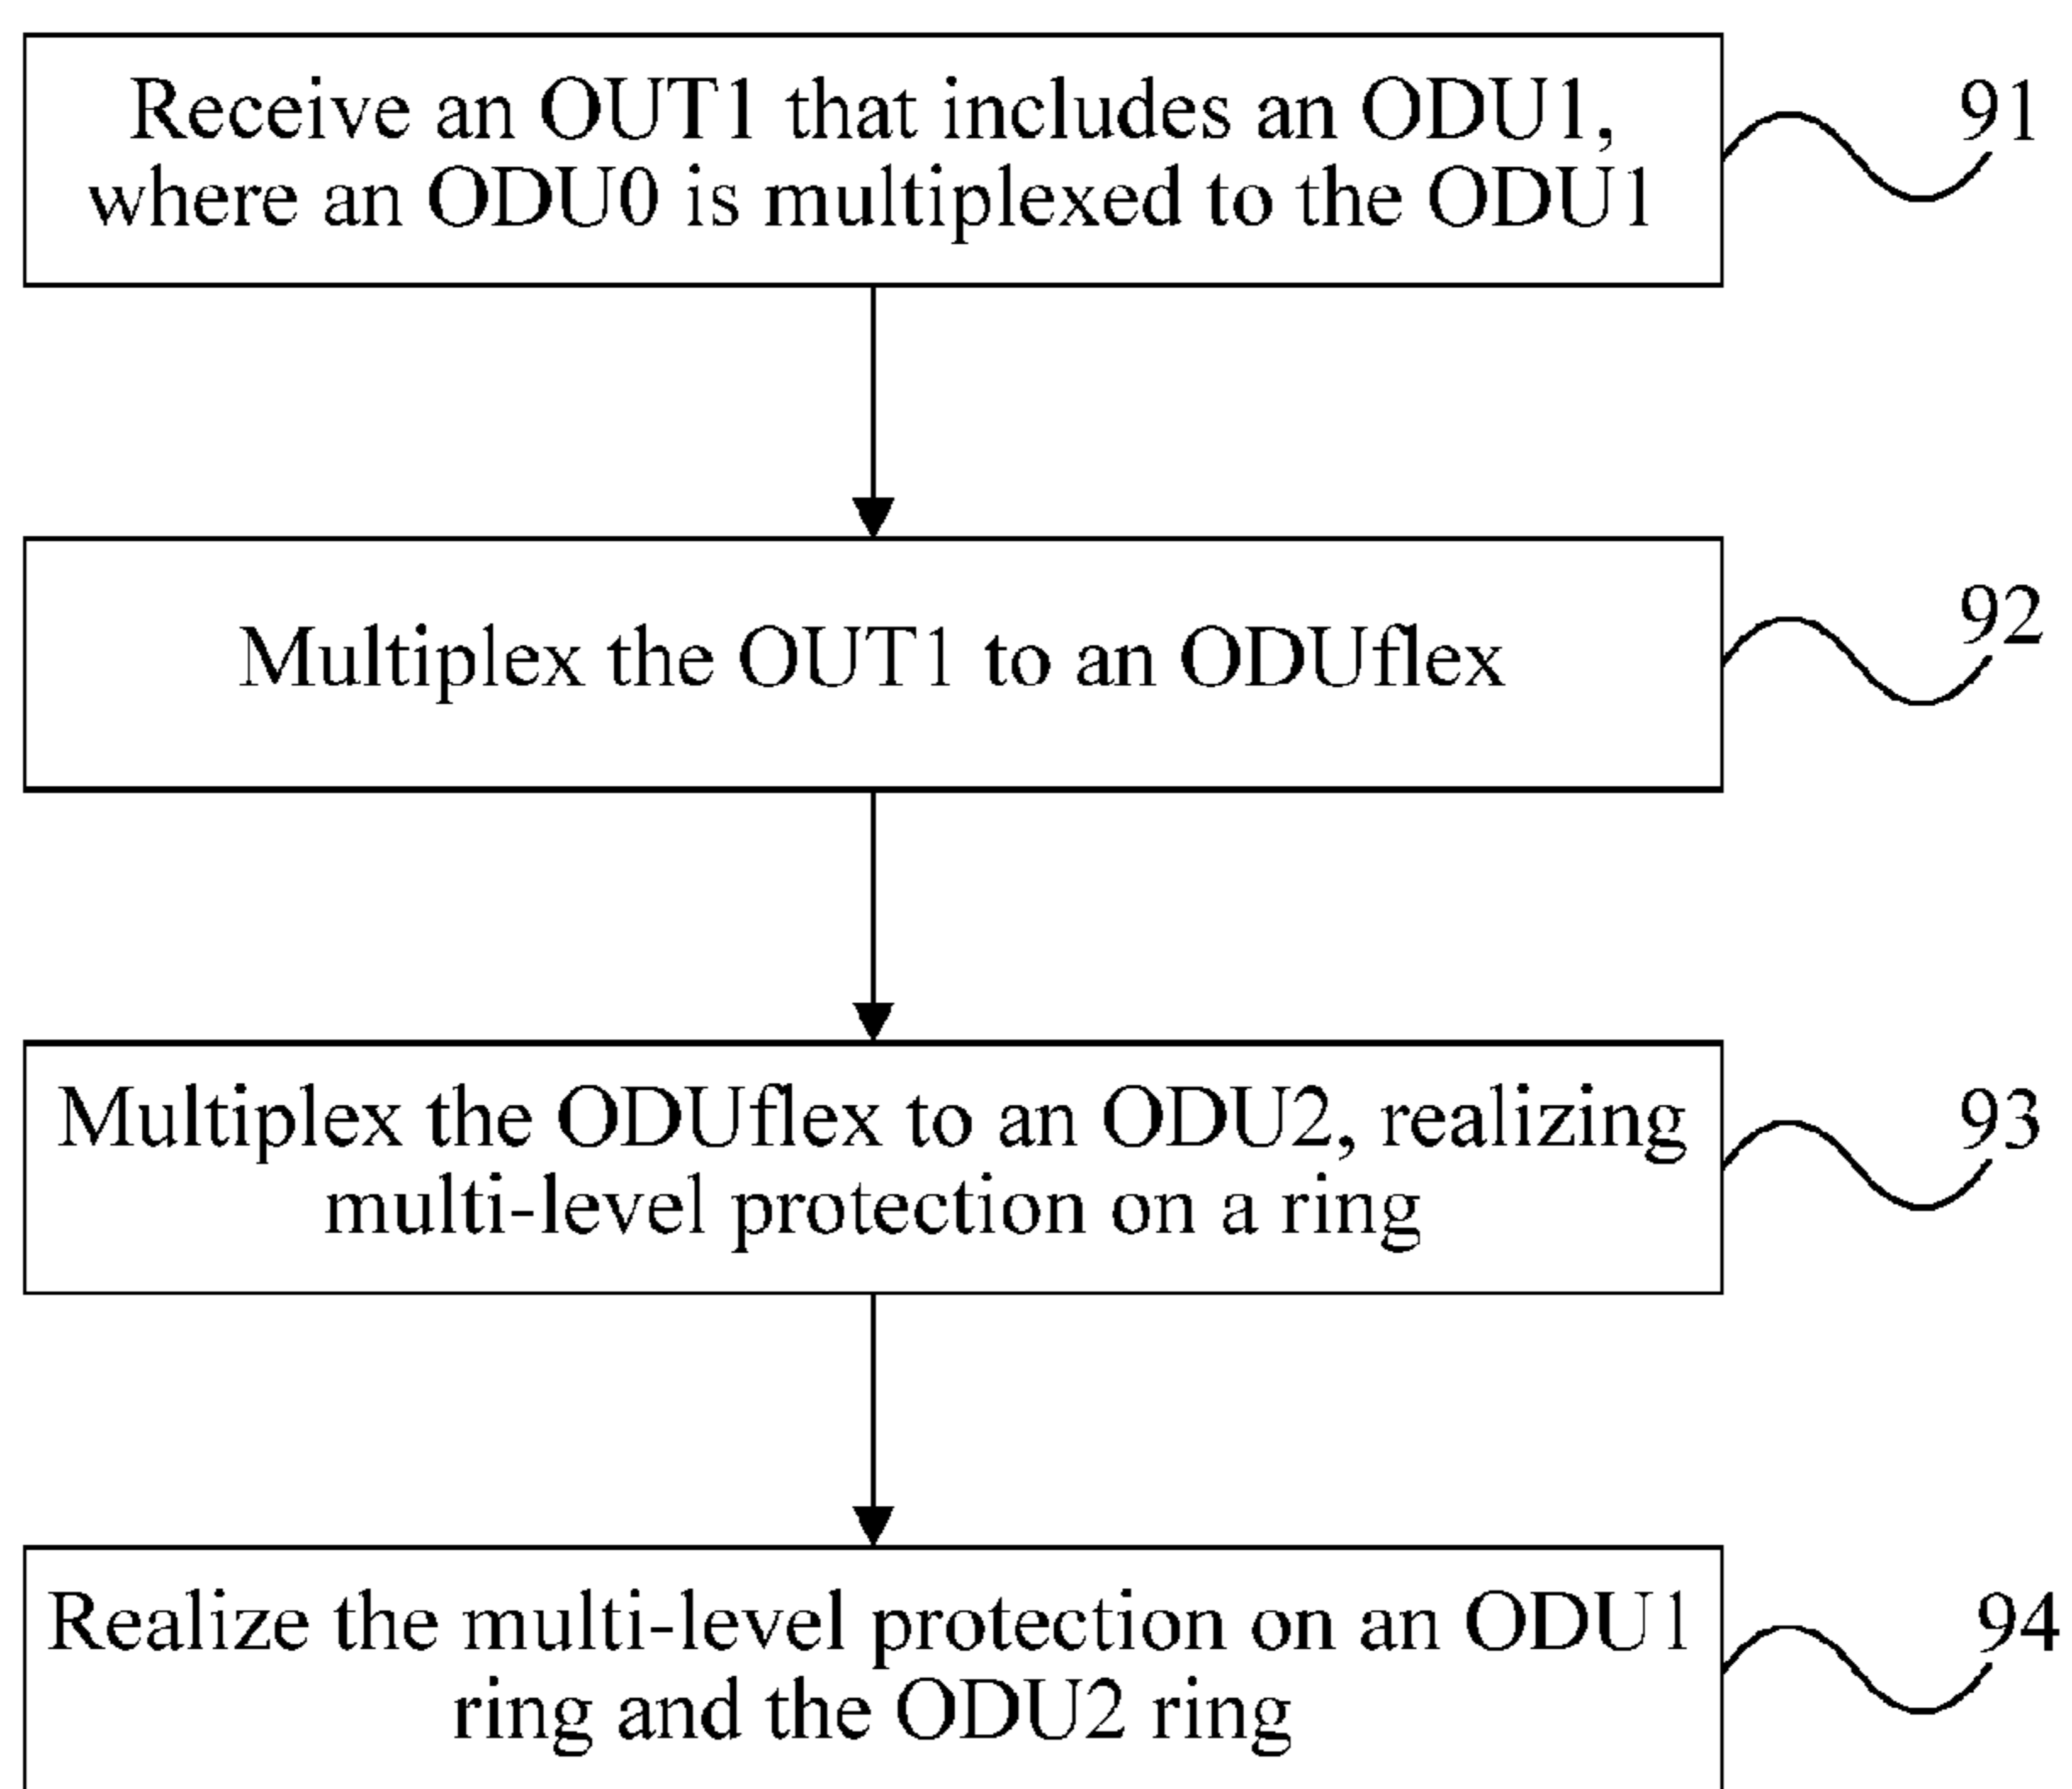 Receive an OUT1 that includes an ODU1,
where an ODU0 is multiplexed to the ODU1
91
Multiplex the OUT1 to an ODUflex
92
Multiplex the ODUflex to an ODU2, realizing
multi-level protection on a ring
93
Realize the multi-level protection on an ODU1
ring and the ODU2 ring
94